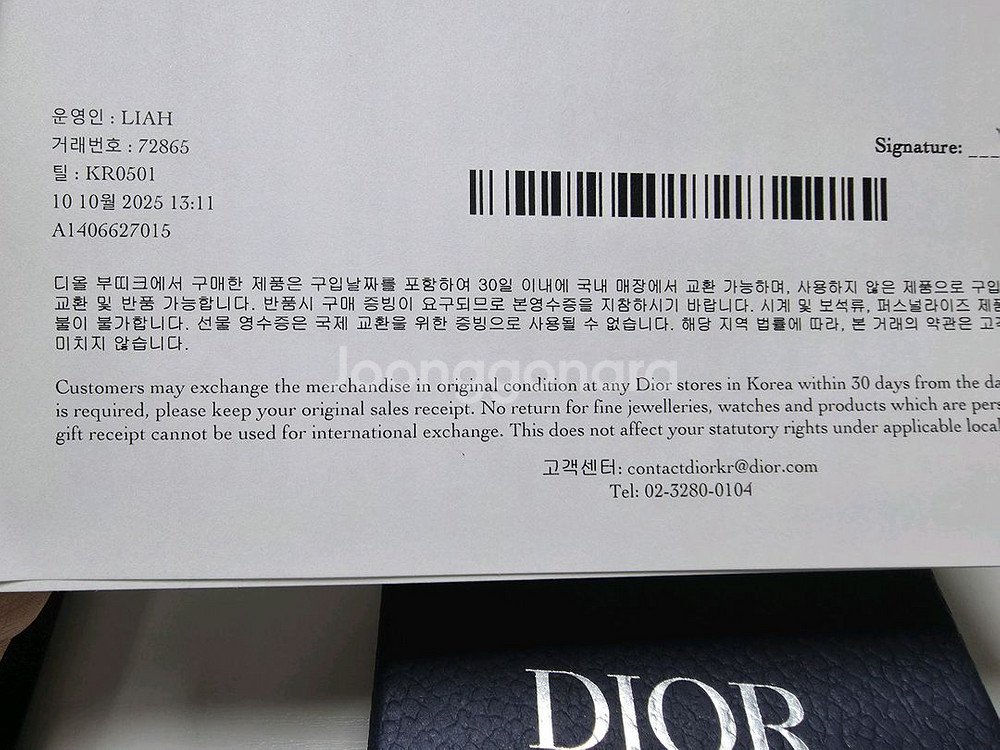 운영인 : LIAH
거래번호 : 72865
틸 : KR0501
10 10월 2025 13:11
A1406627015
Signature:
디올 부띠크에서 구매한 제품은 구입날짜를 포함하여 30일 이내에 국내 매장에서 교환 가능하며, 사용하지 않은 제품으로 구입
교환 및 반품 가능합니다. 반품시 구매 증빙이 요구되므로 본영수증을 지참하시기 바랍니다. 시계 및 보석류, 퍼스널라이즈 제품
불이 불가합니다. 선물 영수증은 국제 교환을 위한 증빙으로 사용될 수 없습니다. 해당 지역 법률에 따라, 본 거래의 약관은 고객
미치지 않습니다.
joonggonara
Customers may exchange the merchandise in original condition at any Dior stores in Korea within 30 days from the da
is required, please keep your original sales receipt. No return for fine jewelleries, watches and products which are pers
gift receipt cannot be used for international exchange. This does not affect your statutory rights under applicable local
고객센터: contactdiorkr@dior.com
Tel: 02-3280-0104
DIOR